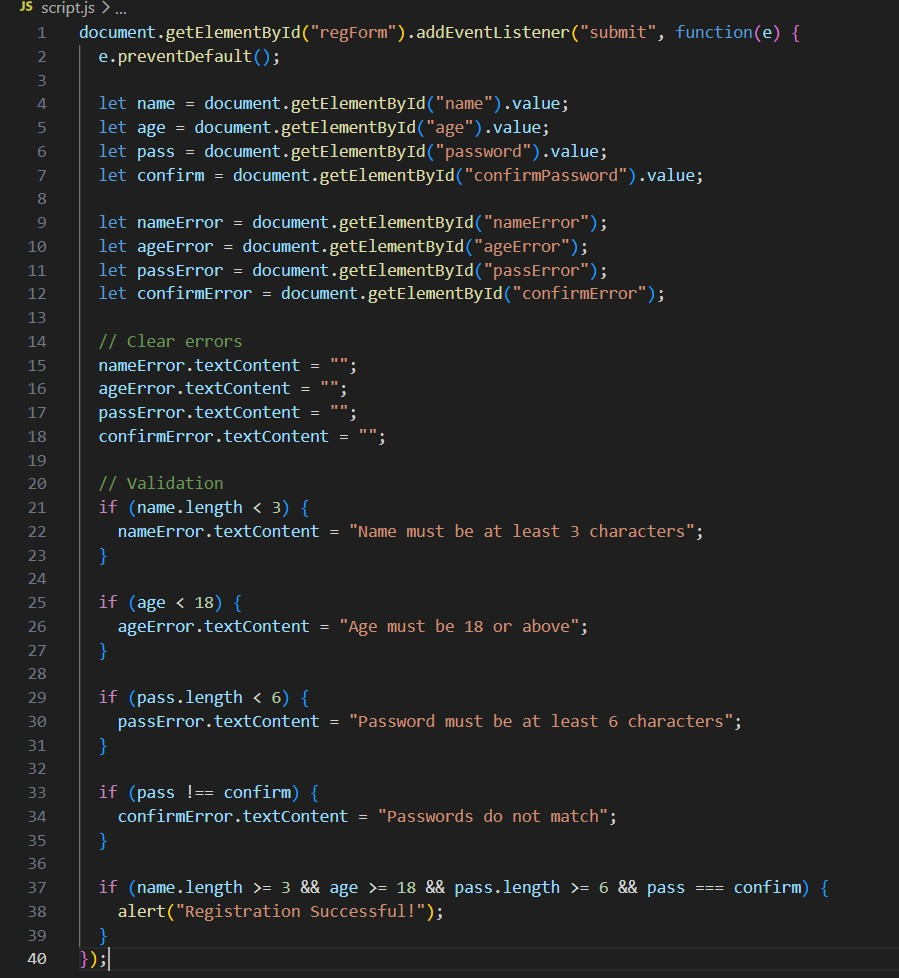 JS script.js > ...
1 document.getElementById("regForm").addEventListener("submit", function(e) {
2   e.preventDefault();
3
4   let name = document.getElementById("name").value;
5   let age = document.getElementById("age").value;
6   let pass = document.getElementById("password").value;
7   let confirm = document.getElementById("confirmPassword").value;
8
9   let nameError = document.getElementById("nameError");
10   let ageError = document.getElementById("ageError");
11   let passError = document.getElementById("passError");
12   let confirmError = document.getElementById("confirmError");
13
14   // Clear errors
15   nameError.textContent = "";
16   ageError.textContent = "";
17   passError.textContent = "";
18   confirmError.textContent = "";
19
20   // Validation
21   if (name.length < 3) {
22     nameError.textContent = "Name must be at least 3 characters";
23   }
24
25   if (age < 18) {
26     ageError.textContent = "Age must be 18 or above";
27   }
28
29   if (pass.length < 6) {
30     passError.textContent = "Password must be at least 6 characters";
31   }
32
33   if (pass !== confirm) {
34     confirmError.textContent = "Passwords do not match";
35   }
36
37   if (name.length >= 3 && age >= 18 && pass.length >= 6 && pass === confirm) {
38     alert("Registration Successful!");
39   }
40 });